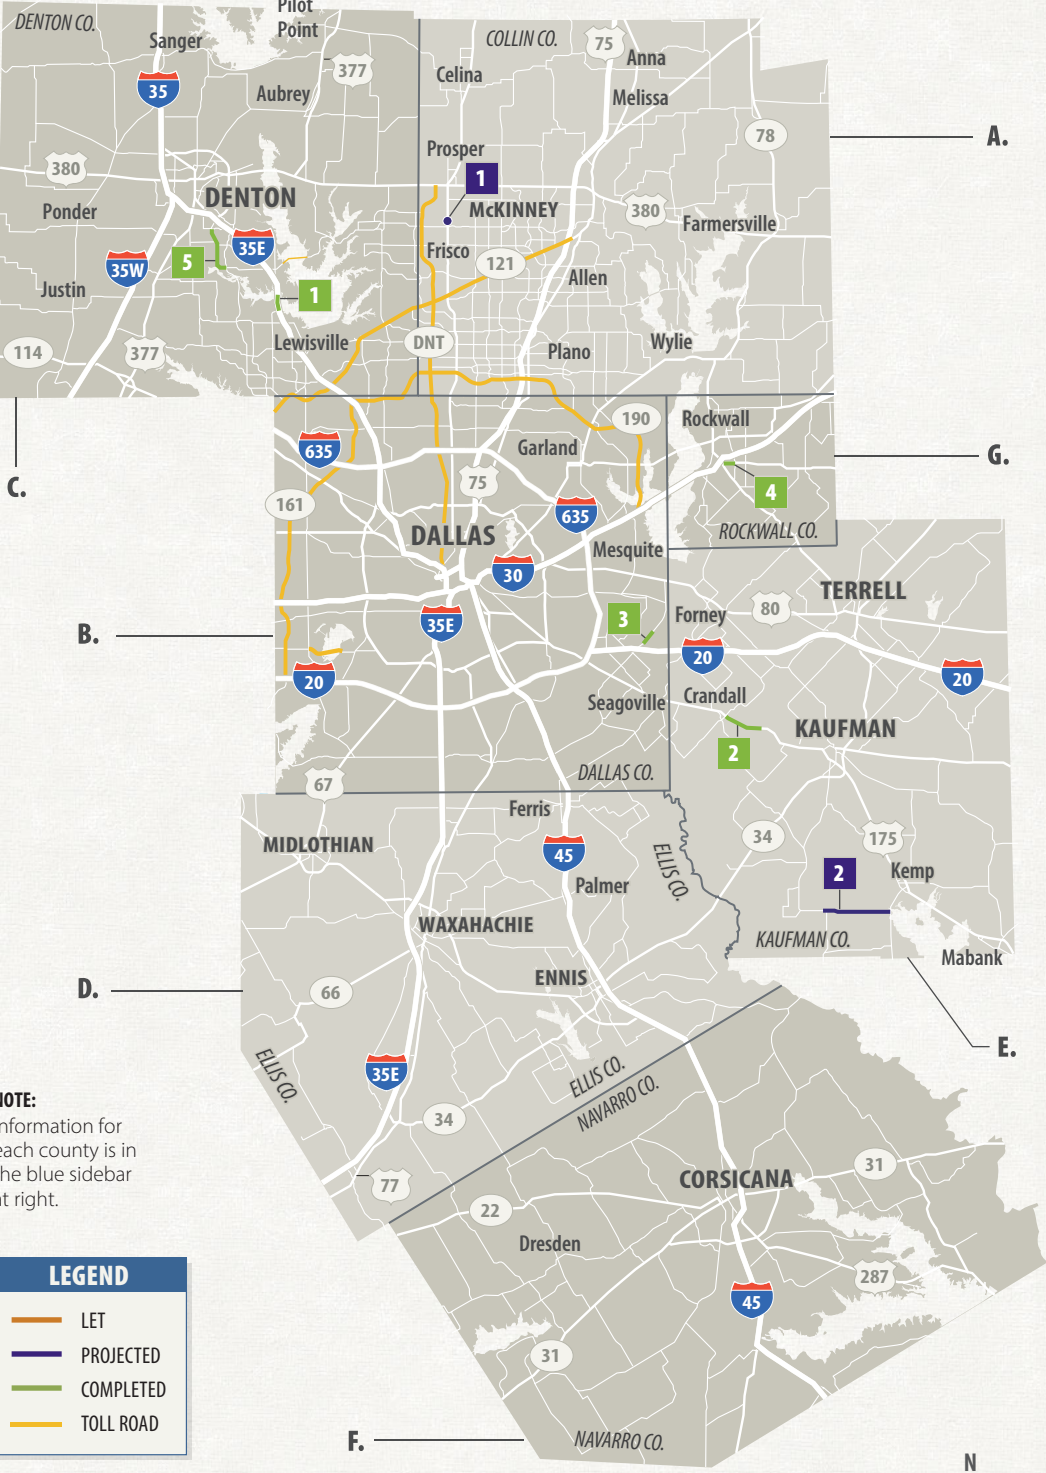 Pilot
Point
DENTON CO.
Sanger
COLLIN CO.
75
Anna
377
Celina
35
Aubrey
Melissa
78
A.
Prosper
380
1
DENTON
McKINNEY
380
Ponder
Farmersville
35E
Frisco
5
35W
121
Allen
Justin
1
DNT
Wylie
Lewisville
Plano
114
377
190
Rockwall
635
Garland
G.
C.
75
4
161
635
DALLAS
ROCKWALL CO.
Mesquite
30
TERRELL
80
Forney
3
35E
B.
20
20
20
Seagoville
Crandall
KAUFMAN
2
DALLAS CO.
67
Ferris
MIDLOTHIAN
34
175
45
ELLIS CO.
Kemp
2
Palmer
WAXAHACHIE
KAUFMAN CO.
Mabank
ENNIS
D.
66
E.
ELLIS CO.
35E
ELLIS CO.
NAVARRO CO.
NOTE:
nformation for
each county is in
he blue sidebar
at right.
34
31
CORSICANA
77
22
Dresden
287
LEGEND
45
LET
PROJECTED
31
COMPLETED
TOLL ROAD
F.
NAVARRO CO.
N